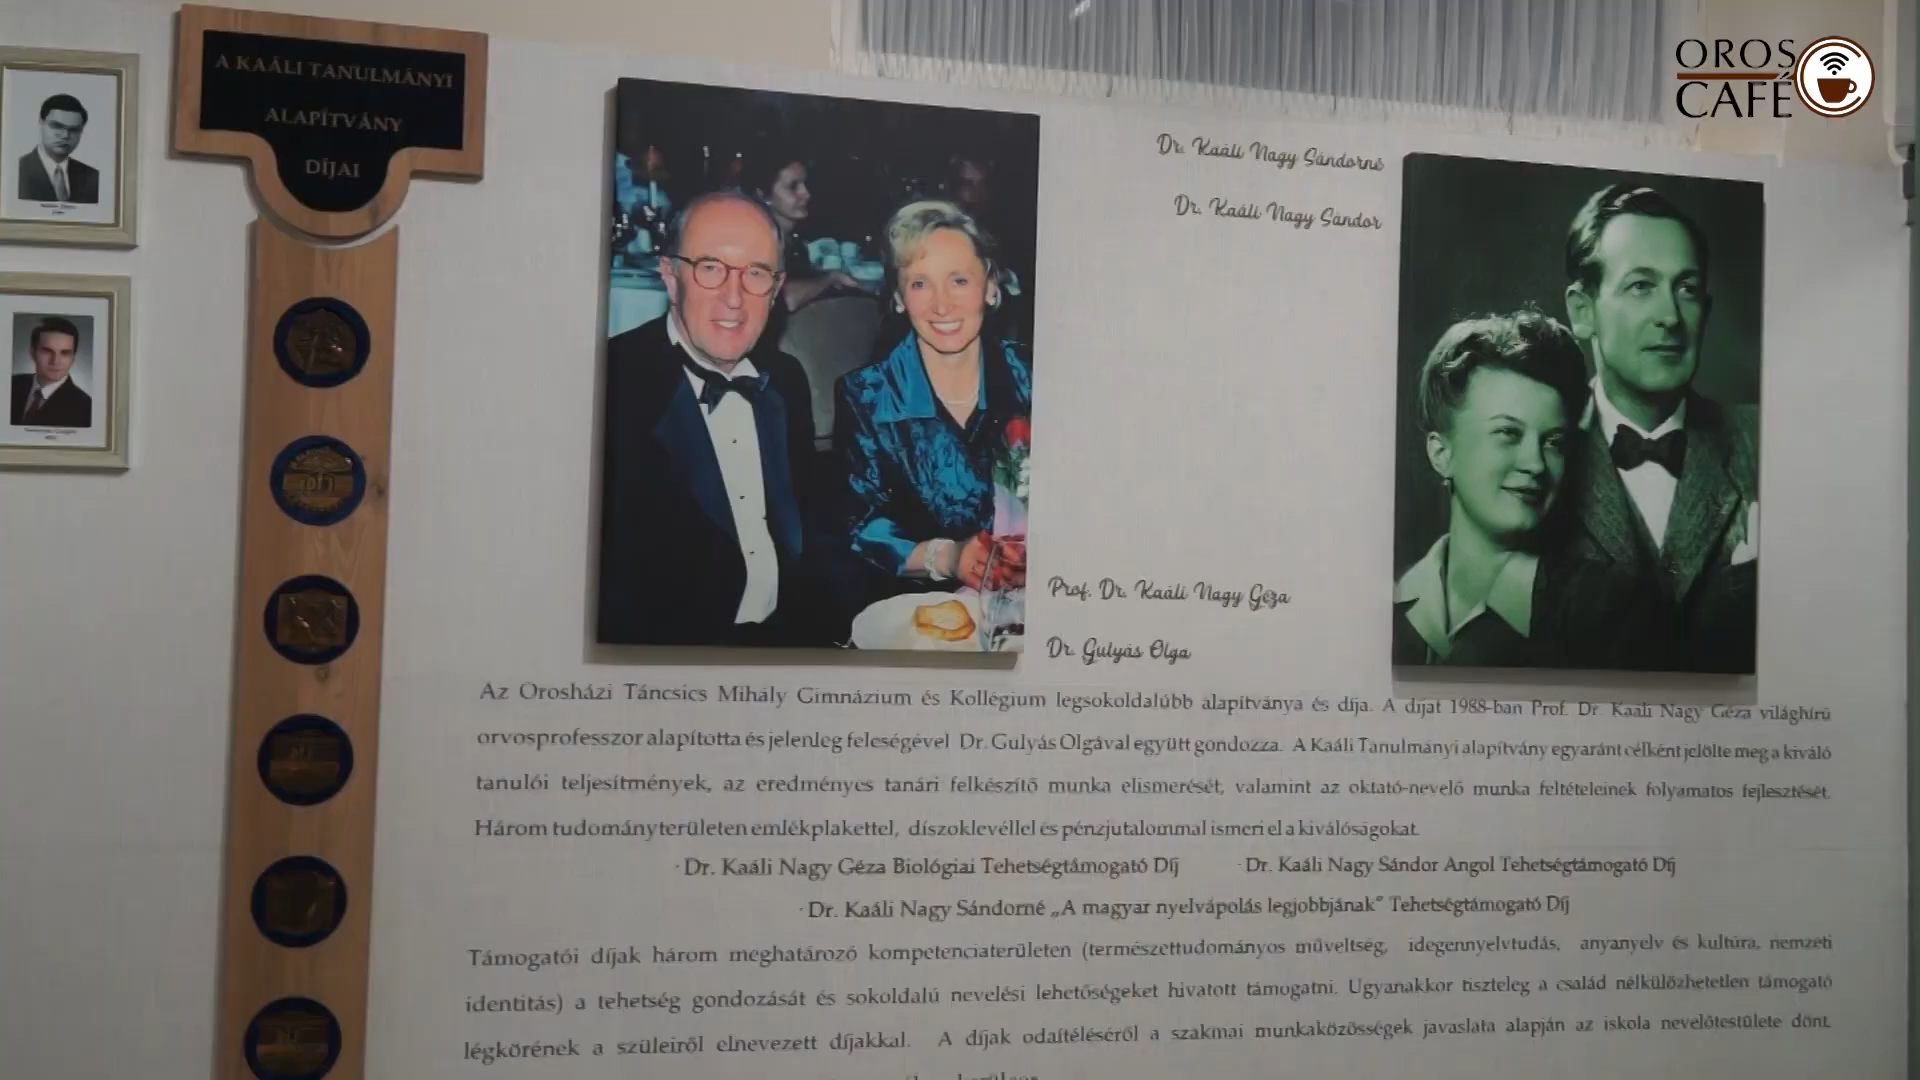 OROS
CAFÉ
A KAÁLI TANULMÁNYI
ALAPÍTVÁNY
DÍJAI
Dr. Kaáli Nagy Sándorné
Dr. Kaáli Nagy Sándor
Prof. Dr. Kaáli Nagy Géza
Dr. Gulyás Olga
Az Orosházi Táncsics Mihály Gimnázium és Kollégium legsokoldalúbb alapítványa és díja. A díjat 1988-ban Prof. Dr. Kaáli Nagy Géza világhírű
orvosprofesszor alapította és jelenleg feleségével Dr. Gulyás Olgával együtt gondozza. A Kaáli Tanulmányi alapítvány egyaránt célként jelölte meg a kiváló
tanulói teljesítmények, az eredményes tanári felkészítő munka elismerését, valamint az oktató-nevelő munka feltételeinek folyamatos fejlesztését.
Három tudományterületen emlékplakettel, díszoklevéllel és pénzjutalommal ismeri el a kiválóságokat.
· Dr. Kaáli Nagy Géza Biológiai Tehetségtámogató Díj · Dr. Kaáli Nagy Sándor Angol Tehetségtámogató Díj
· Dr. Kaáli Nagy Sándorné „A magyar nyelvápolás legjobbjának” Tehetségtámogató Díj
Támogatói díjak három meghatározó kompetenciaterületen (természettudományos műveltség, idegennyelvtudás, anyanyelv és kultúra, nemzeti
identitás) a tehetség gondozását és sokoldalú nevelési lehetőségeket hivatott támogatni. Ugyanakkor tiszteleg a család nélkülözhetetlen támogató
légkörének a szüleiről elnevezett díjakkal. A díjak odaítéléséről a szakmai munkaközösségek javaslata alapján az iskola nevelőtestülete dönt.